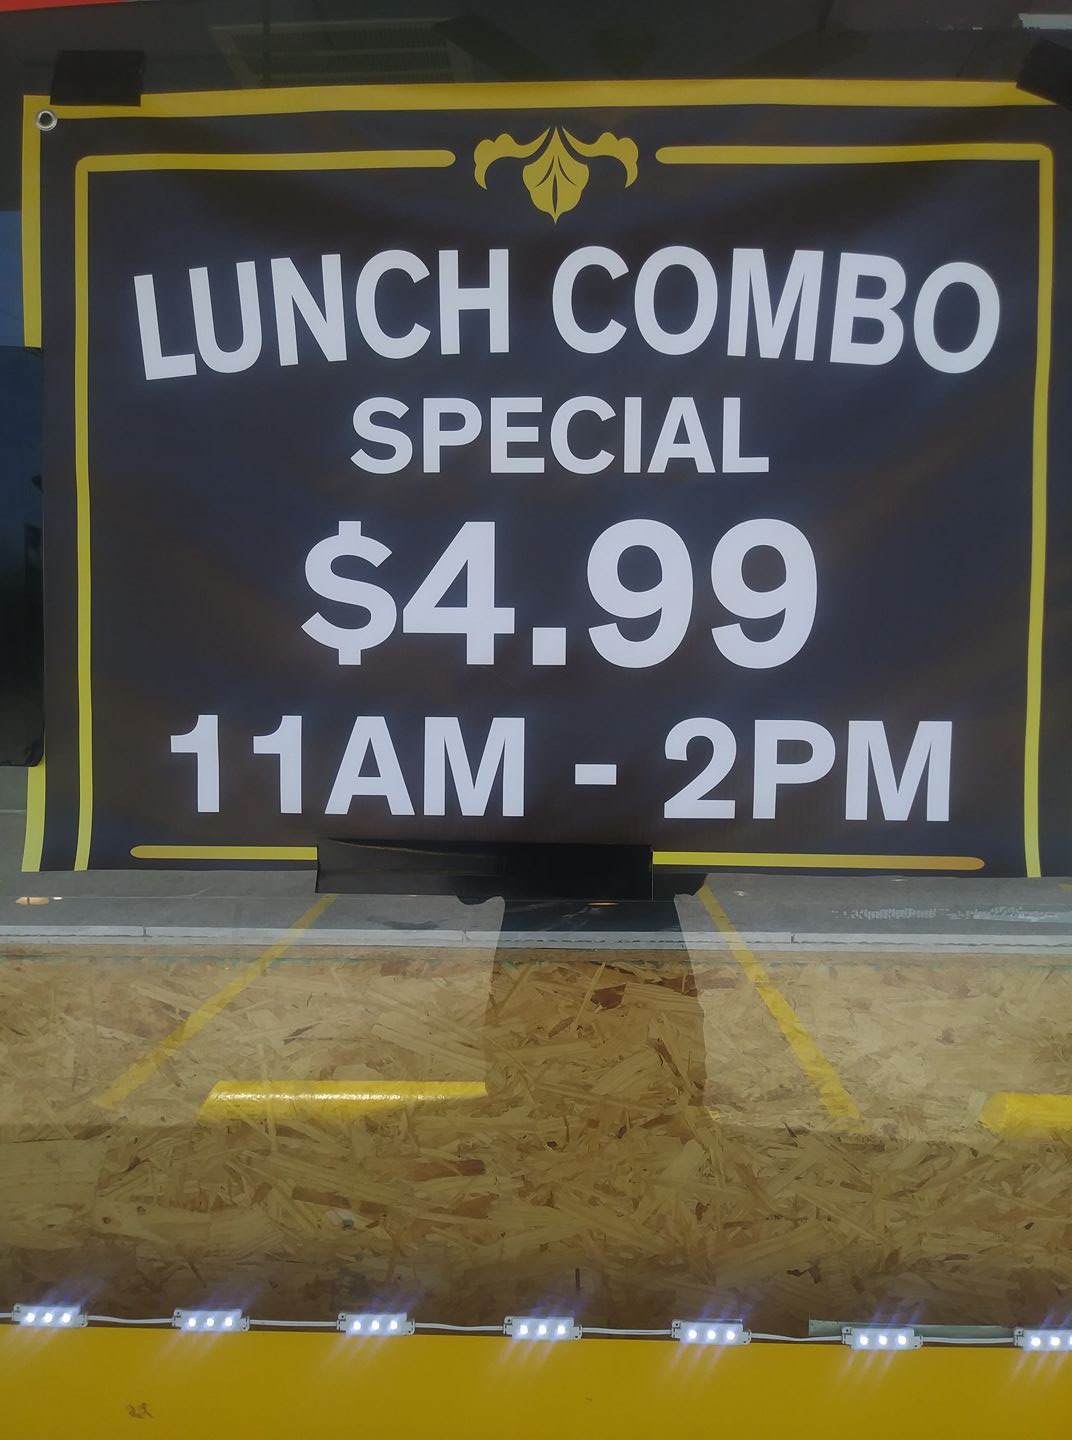 LUNCH COMBO
SPECIAL
$4.99
11AM - 2PM